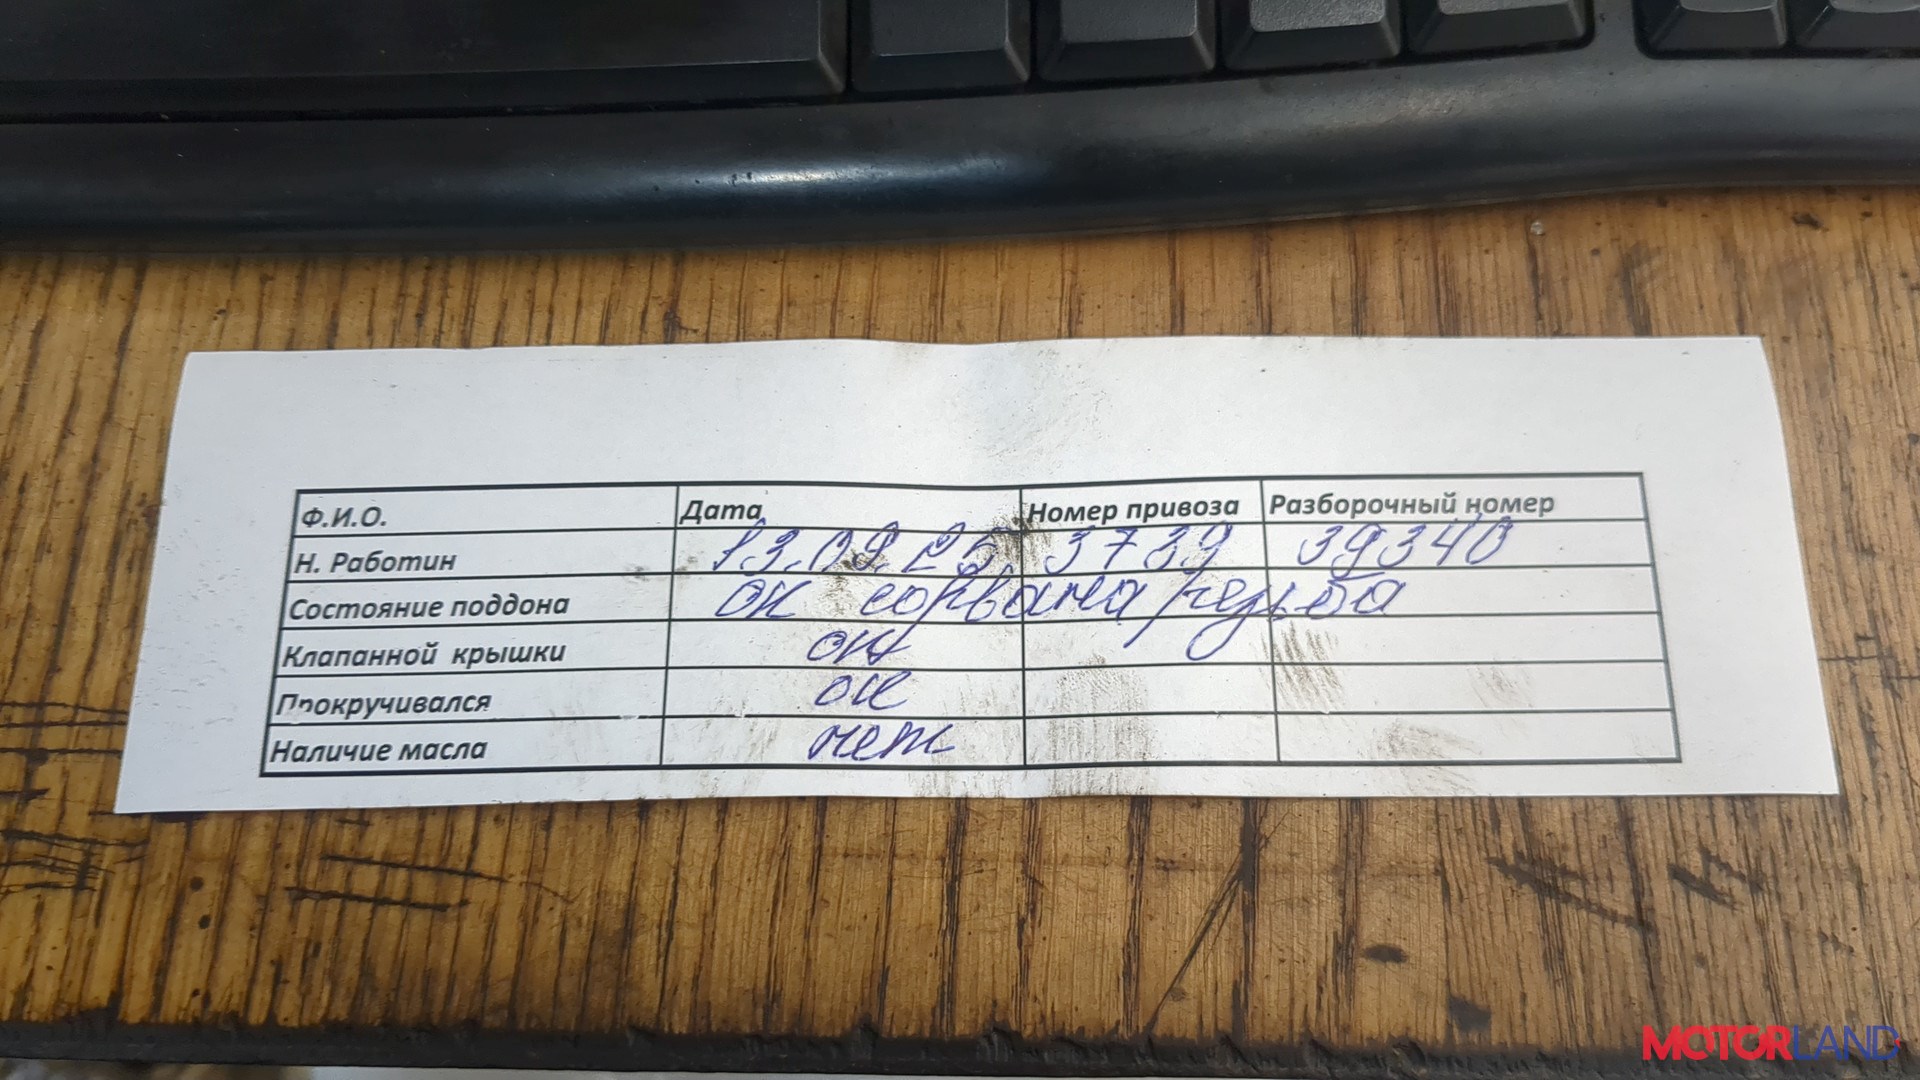 Ф.И.О. Дата Номер привоза Разборочный номер
Н. Работин 13.09.25. 3739 39340
Состояние поддона ок сорвана резьба
Клапанной крышки ок
Прокручивался ок
Наличие масла нет
MOTORLAND